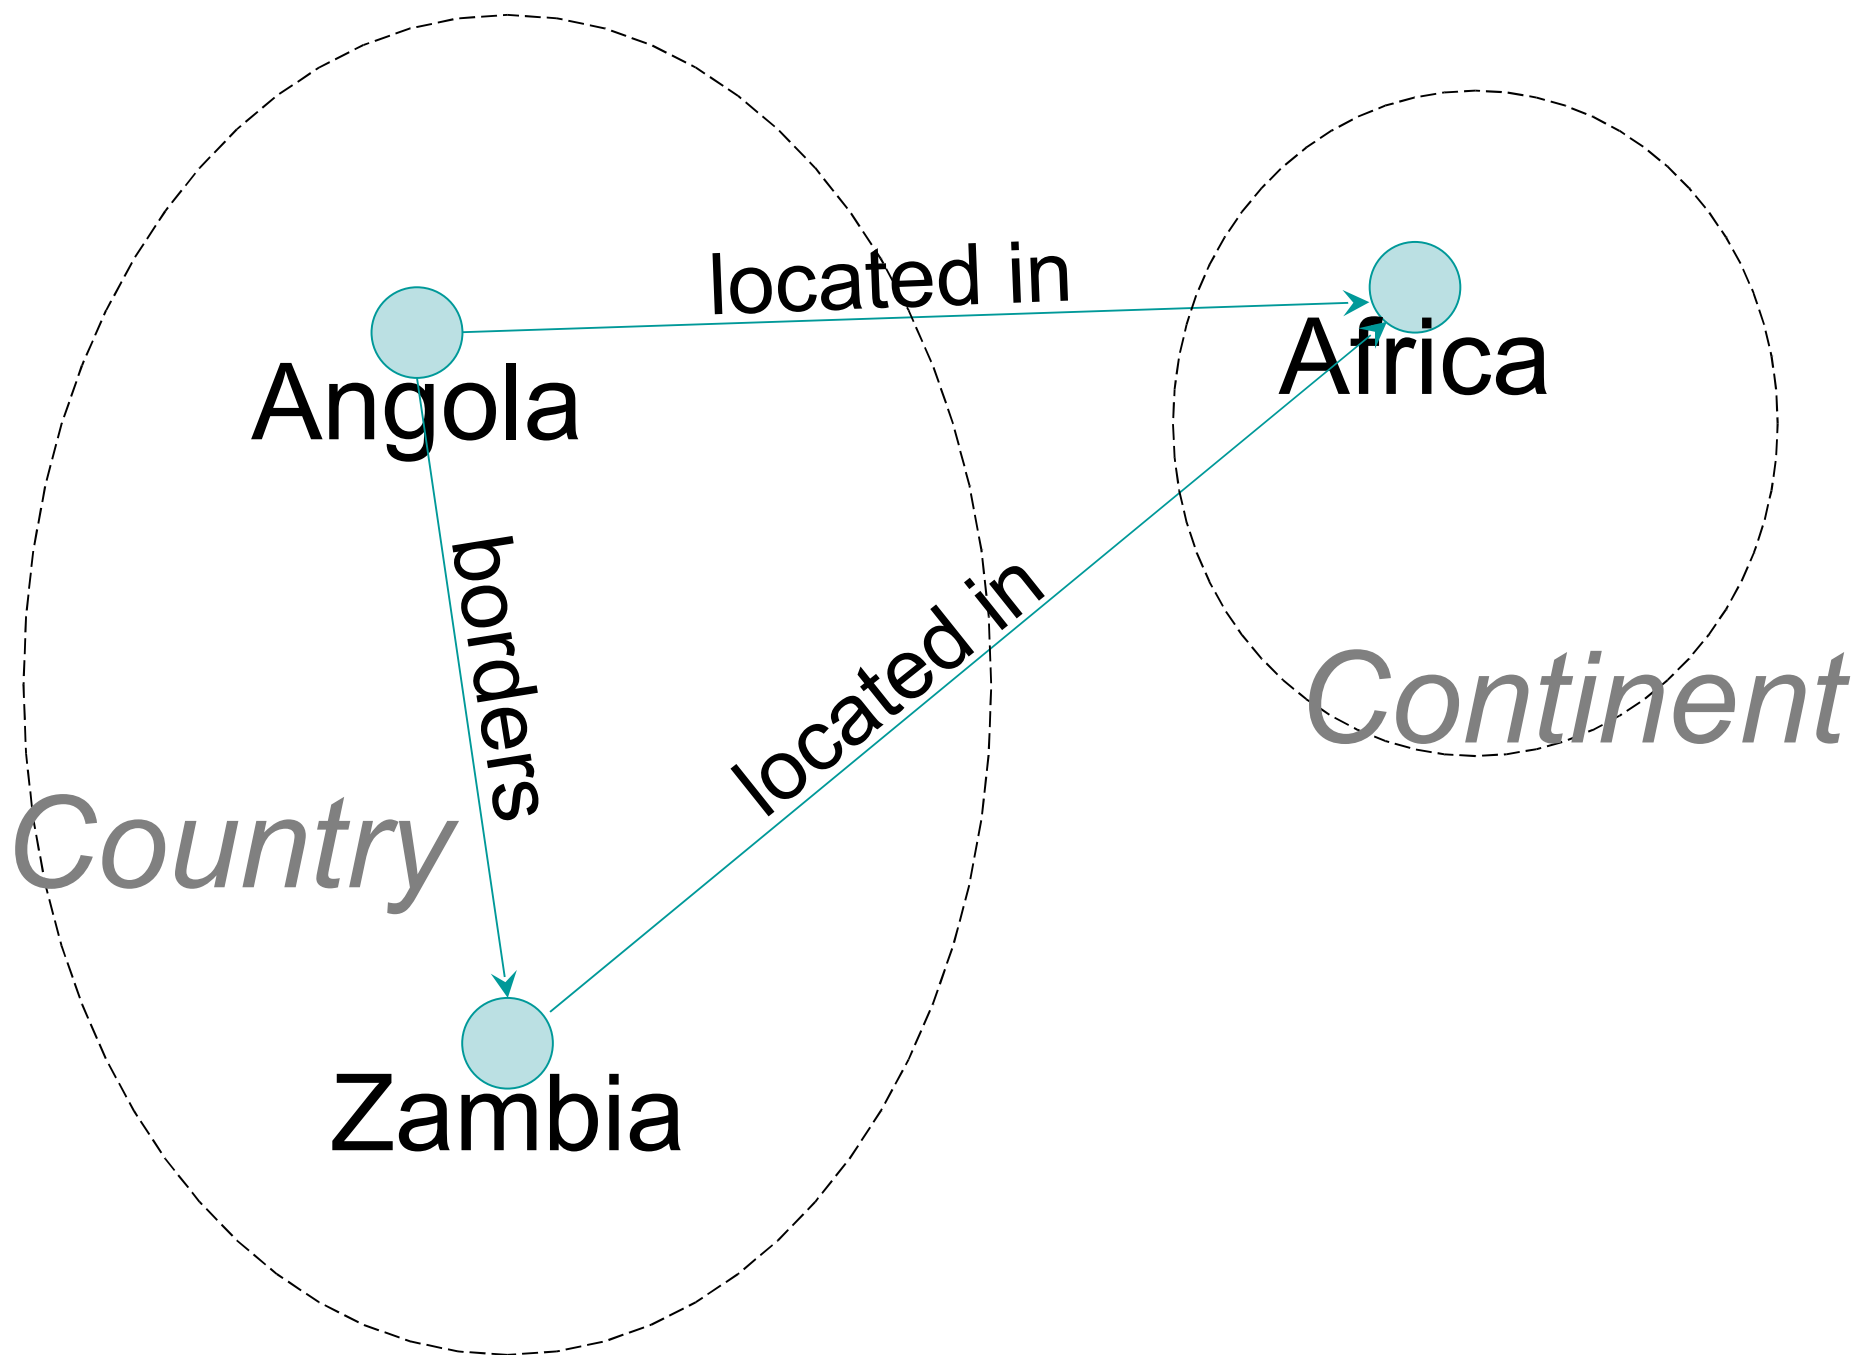 located in
Africa
Angola
borders
located in
Continent
Country
Zambia